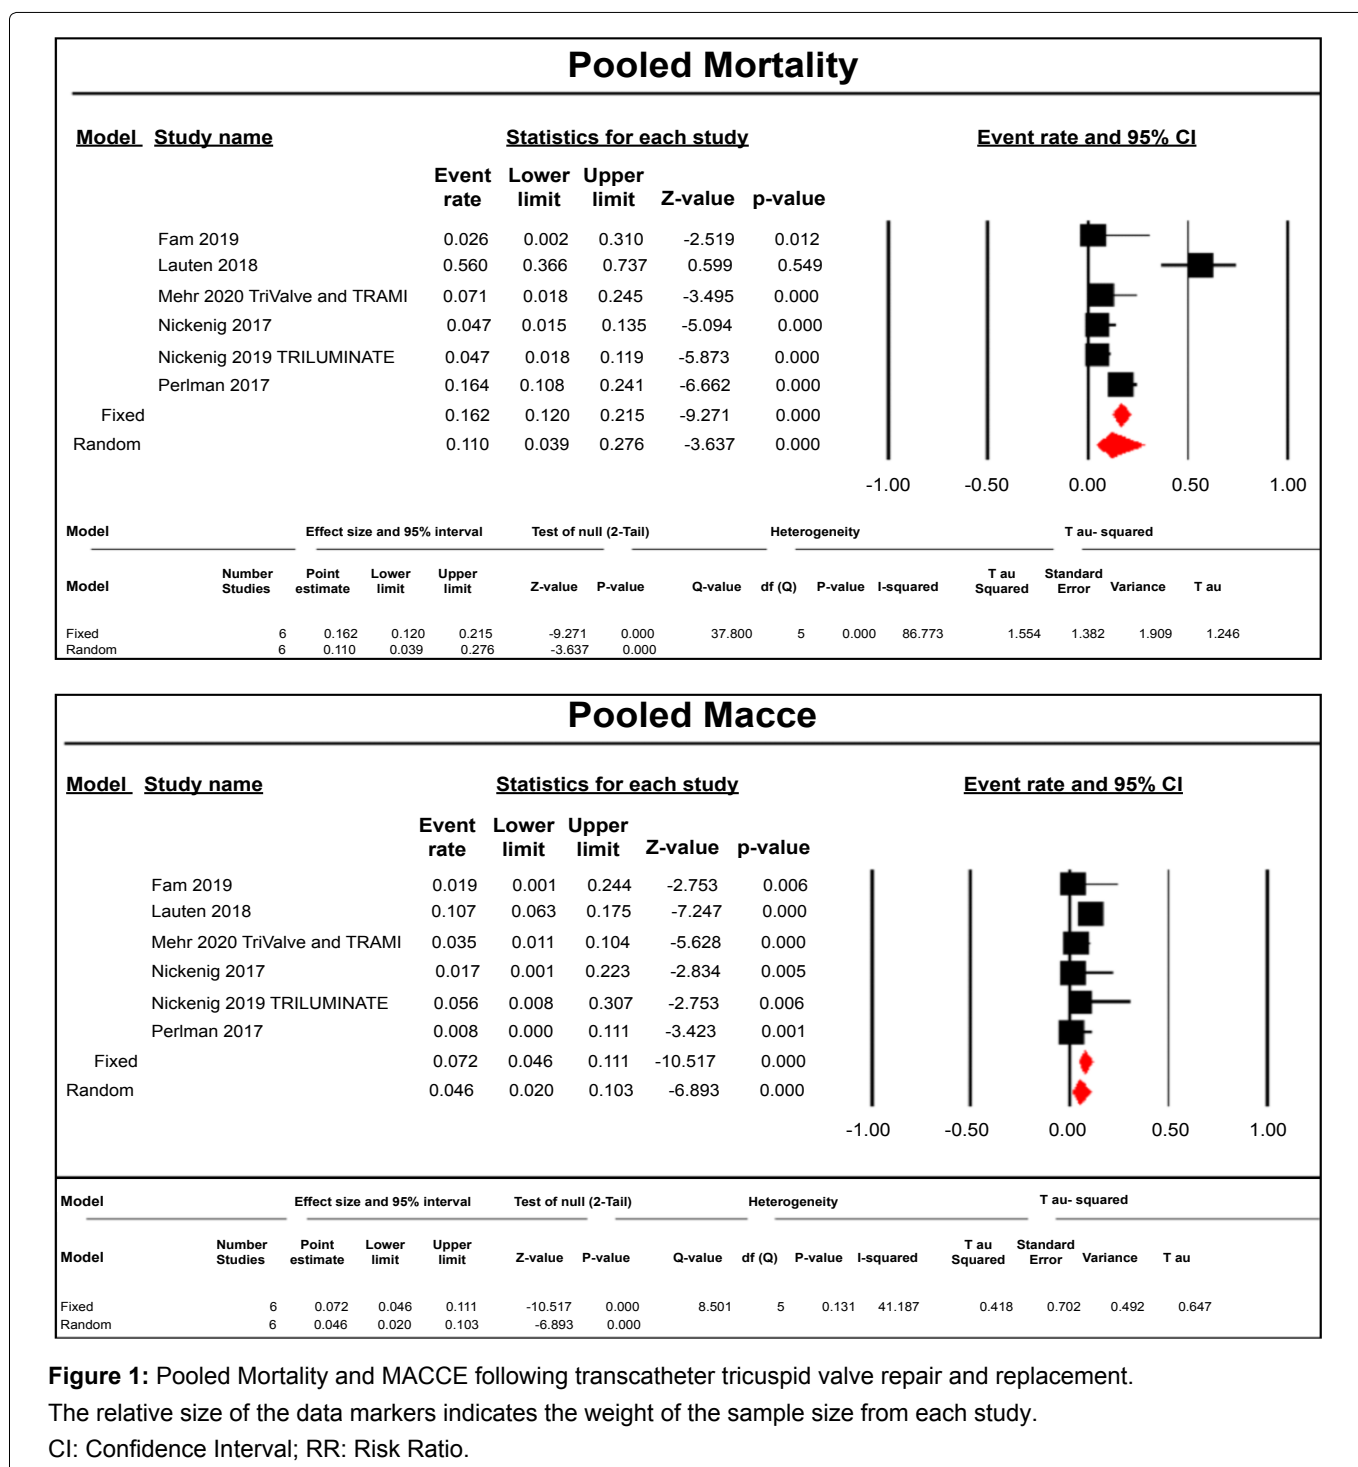 Pooled Mortality
Model Study name Statistics for each study Event rate and 95% CI
Event Lower Upper
rate limit limit Z-value p-value
Fam 2019 0.026 0.002 0.310 -2.519 0.012
Lauten 2018 0.560 0.366 0.737 0.599 0.549
Mehr 2020 TriValve and TRAMI 0.071 0.018 0.245 -3.495 0.000
Nickenig 2017 0.047 0.015 0.135 -5.094 0.000
Nickenig 2019 TRILUMINATE 0.047 0.018 0.119 -5.873 0.000
Perlman 2017 0.164 0.108 0.241 -6.662 0.000
Fixed 0.162 0.120 0.215 -9.271 0.000
Random 0.110 0.039 0.276 -3.637 0.000
-1.00 -0.50 0.00 0.50 1.00
Model Effect size and 95% interval Test of null (2-Tail) Heterogeneity T au- squared
Number Point Lower Upper T au Standard
Model Studies estimate limit limit Z-value P-value Q-value df (Q) P-value I-squared Squared Error Variance T au
Fixed 6 0.162 0.120 0.215 -9.271 0.000 37.800 5 0.000 86.773 1.554 1.382 1.909 1.246
Random 6 0.110 0.039 0.276 -3.637 0.000
Pooled Macce
Model Study name Statistics for each study Event rate and 95% CI
Event Lower Upper
rate limit limit Z-value p-value
Fam 2019 0.019 0.001 0.244 -2.753 0.006
Lauten 2018 0.107 0.063 0.175 -7.247 0.000
Mehr 2020 TriValve and TRAMI 0.035 0.011 0.104 -5.628 0.000
Nickenig 2017 0.017 0.001 0.223 -2.834 0.005
Nickenig 2019 TRILUMINATE 0.056 0.008 0.307 -2.753 0.006
Perlman 2017 0.008 0.000 0.111 -3.423 0.001
Fixed 0.072 0.046 0.111 -10.517 0.000
Random 0.046 0.020 0.103 -6.893 0.000
-1.00 -0.50 0.00 0.50 1.00
Model Effect size and 95% interval Test of null (2-Tail) Heterogeneity T au- squared
Number Point Lower Upper T au Standard
Model Studies estimate limit limit Z-value P-value Q-value df (Q) P-value I-squared Squared Error Variance T au
Fixed 6 0.072 0.046 0.111 -10.517 0.000 8.501 5 0.131 41.187 0.418 0.702 0.492 0.647
Random 6 0.046 0.020 0.103 -6.893 0.000
Figure 1: Pooled Mortality and MACCE following transcatheter tricuspid valve repair and replacement.
The relative size of the data markers indicates the weight of the sample size from each study.
CI: Confidence Interval; RR: Risk Ratio.